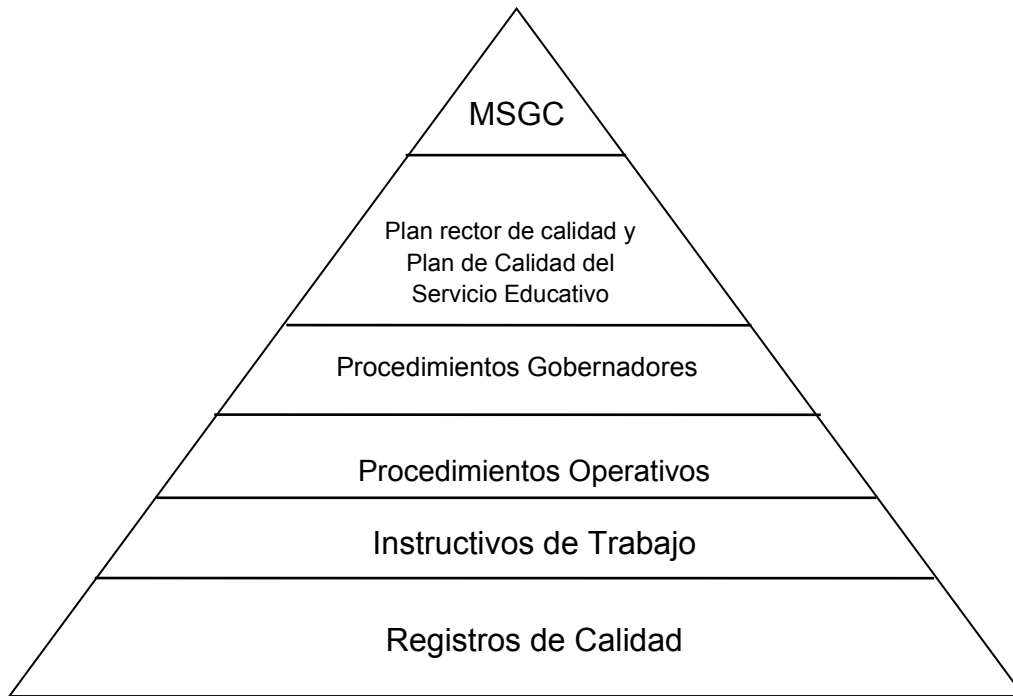 MSGC
Plan rector de calidad y
Plan de Calidad del
Servicio Educativo
Procedimientos Gobernadores
Procedimientos Operativos
Instructivos de Trabajo
Registros de Calidad